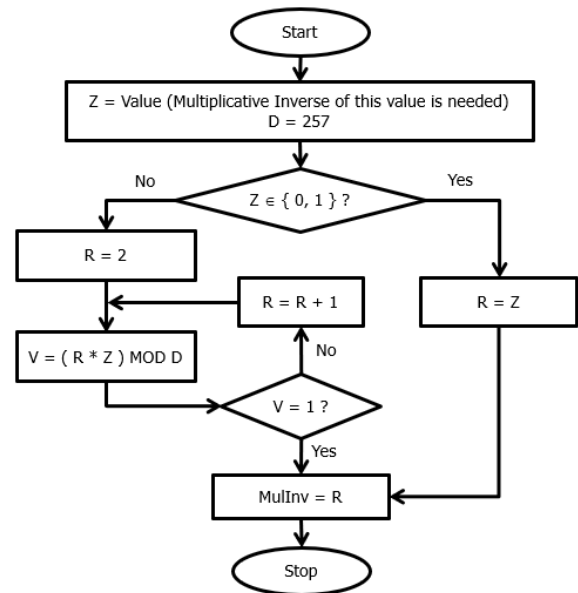 Start
Z = Value (Multiplicative Inverse of this value is needed)
D = 257
No
Yes
Z ∈ { 0, 1 } ?
R = 2
R = R + 1
R = Z
V = ( R * Z ) MOD D
No
V = 1 ?
Yes
MulInv = R
Stop